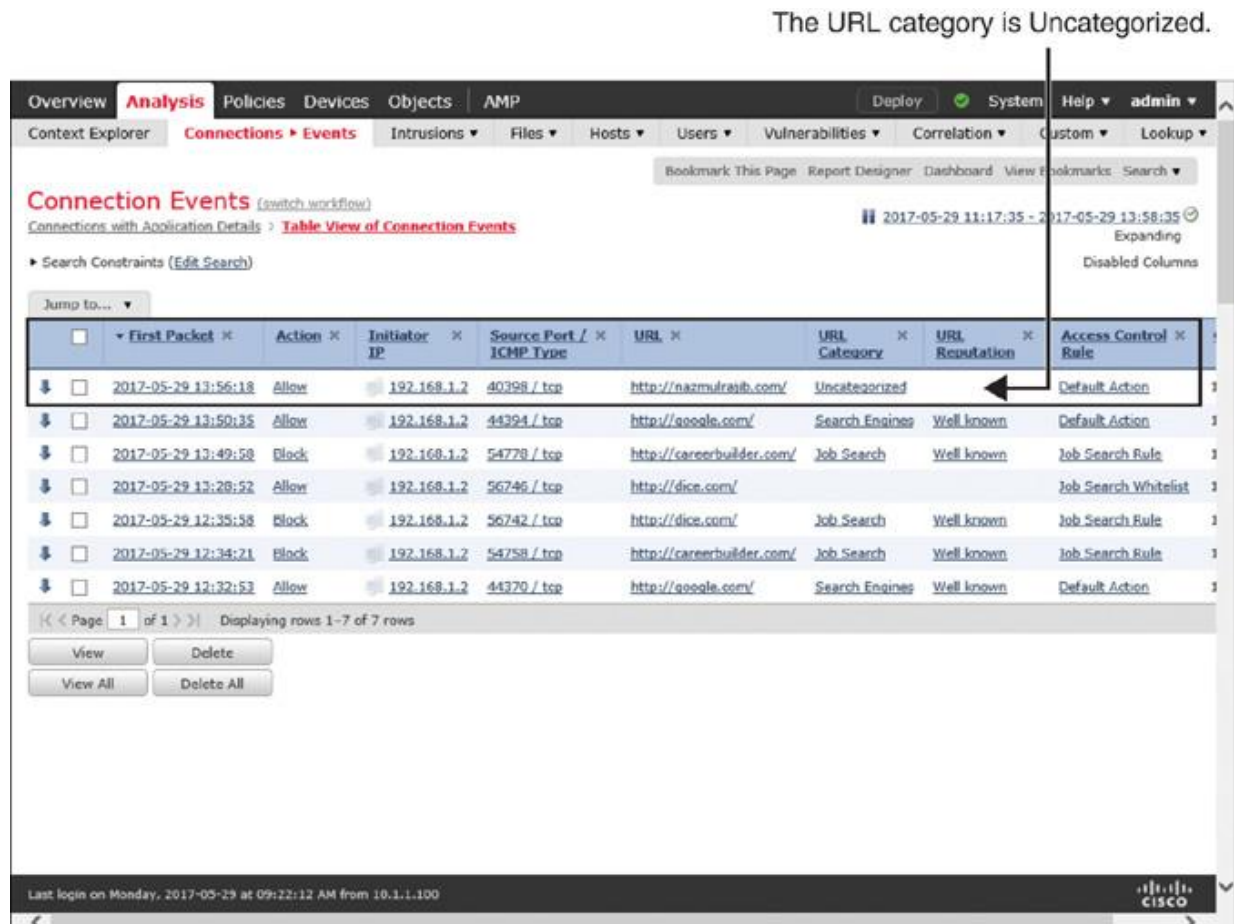 The URL category is Uncategorized.
Overview Analysis Policies Devices Objects AMP Deploy System Help ▾ admin ▾
Context Explorer Connections ▸ Events Intrusions ▾ Files ▾ Hosts ▾ Users ▾ Vulnerabilities ▾ Correlation ▾ Custom ▾ Lookup ▾
Bookmark This Page Report Designer Dashboard View Bookmarks Search ▾
Connection Events (switch workflow)
Connections with Application Details > Table View of Connection Events
2017-05-29 11:17:35 - 2017-05-29 13:58:35
Expanding
▸ Search Constraints (Edit Search)
Disabled Columns
Jump to... ▾
First Packet Action Initiator IP Source Port / ICMP Type URL URL Category URL Reputation Access Control Rule
2017-05-29 13:56:18 Allow 192.168.1.2 40398 / tcp http://nazmulrajib.com/ Uncategorized Default Action
2017-05-29 13:50:35 Allow 192.168.1.2 44394 / tcp http://google.com/ Search Engines Well known Default Action
2017-05-29 13:49:58 Block 192.168.1.2 54778 / tcp http://careerbuilder.com/ Job Search Well known Job Search Rule
2017-05-29 13:28:52 Allow 192.168.1.2 56746 / tcp http://dice.com/ Job Search Whitelist
2017-05-29 12:35:58 Block 192.168.1.2 56742 / tcp http://dice.com/ Job Search Well known Job Search Rule
2017-05-29 12:34:21 Block 192.168.1.2 54758 / tcp http://careerbuilder.com/ Job Search Well known Job Search Rule
2017-05-29 12:32:53 Allow 192.168.1.2 44370 / tcp http://google.com/ Search Engines Well known Default Action
Page 1 of 1 Displaying rows 1–7 of 7 rows
View Delete
View All Delete All
Last login on Monday, 2017-05-29 at 09:22:12 AM from 10.1.1.100
CISCO